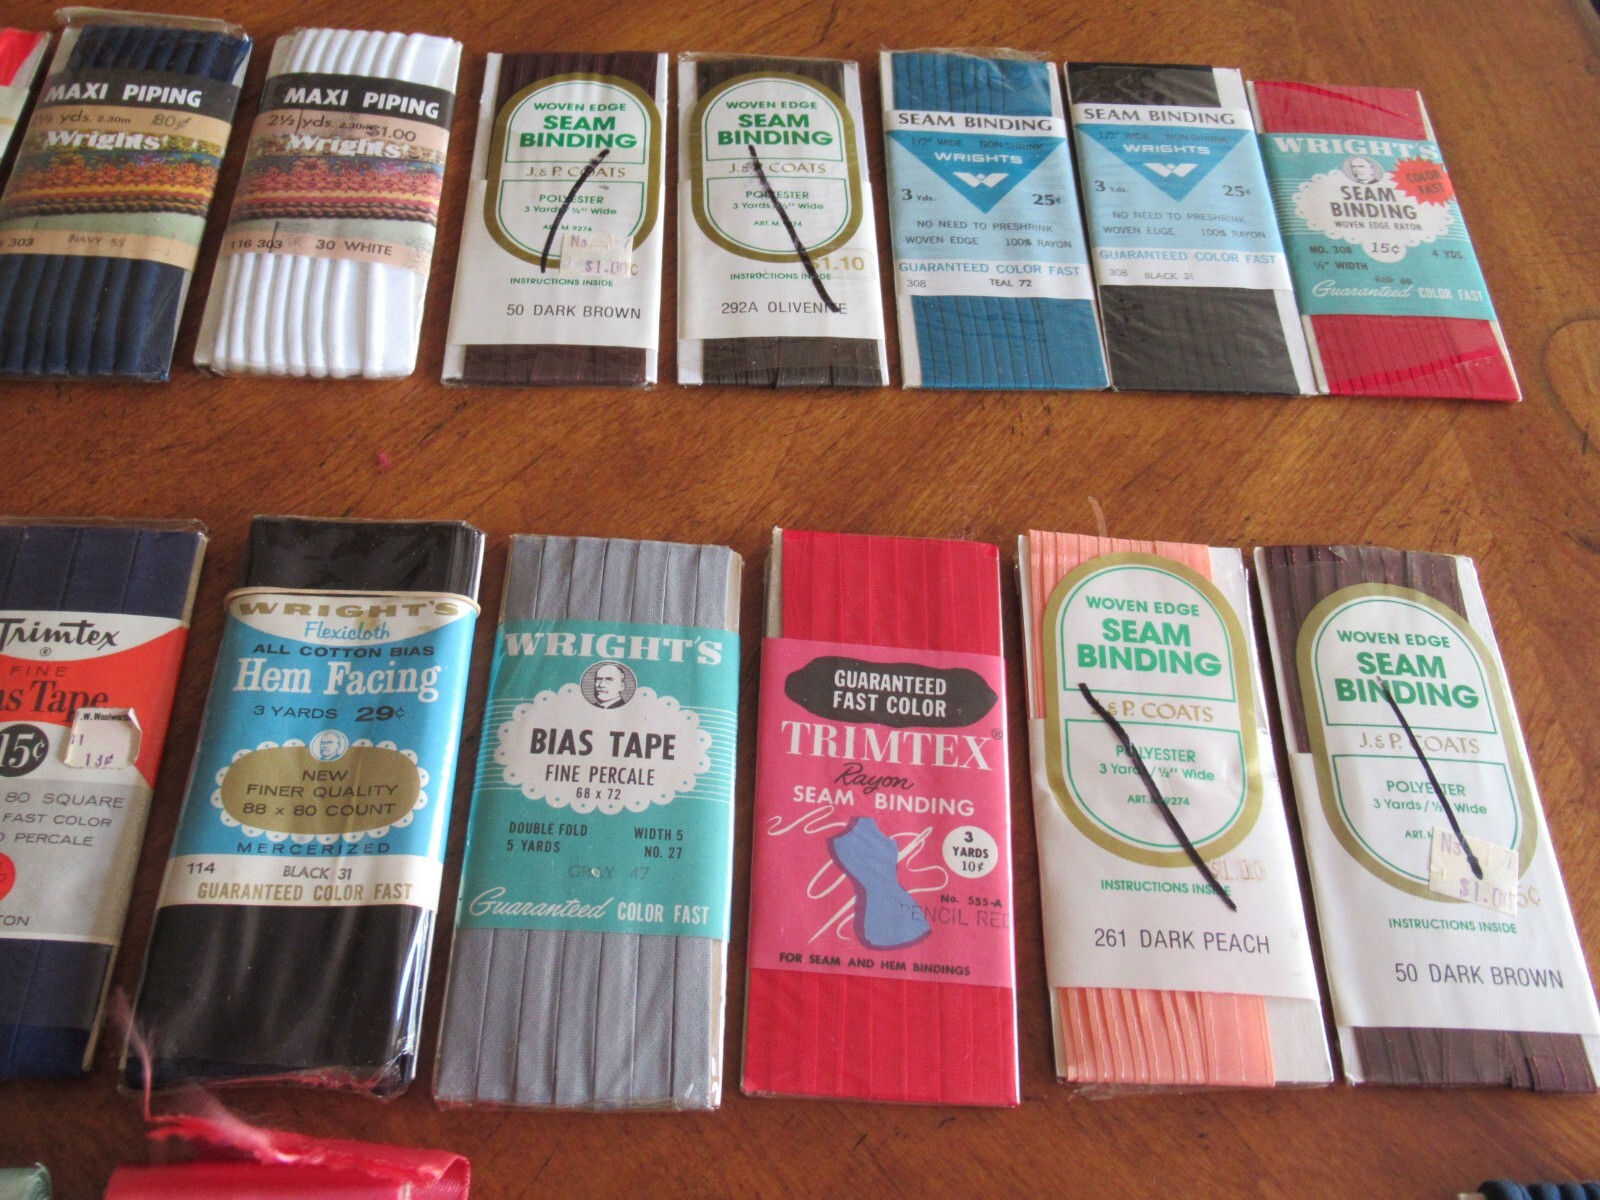 MAXI PIPING
2½ yds. 2.30m 80¢
Wrights
303 NAVY 55
MAXI PIPING
2½ yds. 2.30m $1.00
Wrights
116 303 30 WHITE
WOVEN EDGE
SEAM
BINDING
J. & P. COATS
POLYESTER
3 Yards/½" Wide
ART. M.9274
N3 7
$1.00¢
INSTRUCTIONS INSIDE
50 DARK BROWN
WOVEN EDGE
SEAM
BINDING
J. & P. COATS
POLYESTER
3 Yards/½" Wide
ART. M.9274
$1.10
INSTRUCTIONS INSIDE
292A OLIVENITE
SEAM BINDING
1/2" WIDE NON-SHRINK
WRIGHTS
W
3 Yds. 25¢
NO NEED TO PRESHRINK
WOVEN EDGE 100% RAYON
GUARANTEED COLOR FAST
308 TEAL 72
SEAM BINDING
1/2" WIDE NON-SHRINK
WRIGHTS
W
3 Yds. 25¢
NO NEED TO PRESHRINK
WOVEN EDGE 100% RAYON
GUARANTEED COLOR FAST
308 BLACK 31
WRIGHT'S
COLOR
FAST
SEAM
BINDING
WOVEN EDGE RAYON
NO. 308 15¢ 4 YDS.
½" WIDTH
Guaranteed COLOR FAST
Trimtex®
FINE
as Tape
15¢
.W. Woolworth
13¢
80 SQUARE
FAST COLOR
PERCALE
TON
WRIGHT'S
Flexicloth
ALL COTTON BIAS
Hem Facing
3 YARDS 29¢
NEW
FINER QUALITY
88 x 80 COUNT
MERCERIZED
114 BLACK 31
GUARANTEED COLOR FAST
WRIGHT'S
BIAS TAPE
FINE PERCALE
68 x 72
DOUBLE FOLD WIDTH 5
5 YARDS NO. 27
GRAY 47
Guaranteed COLOR FAST
GUARANTEED
FAST COLOR
TRIMTEX®
Rayon
SEAM BINDING
3
YARDS
10¢
No. 555-A
PENCIL RED
FOR SEAM AND HEM BINDINGS
WOVEN EDGE
SEAM
BINDING
J. & P. COATS
POLYESTER
3 Yards/½" Wide
ART. M.9274
$1.10
INSTRUCTIONS INSIDE
261 DARK PEACH
WOVEN EDGE
SEAM
BINDING
J. & P. COATS
POLYESTER
3 Yards/½" Wide
ART.
N3 7
$1.0 5¢
INSTRUCTIONS INSIDE
50 DARK BROWN